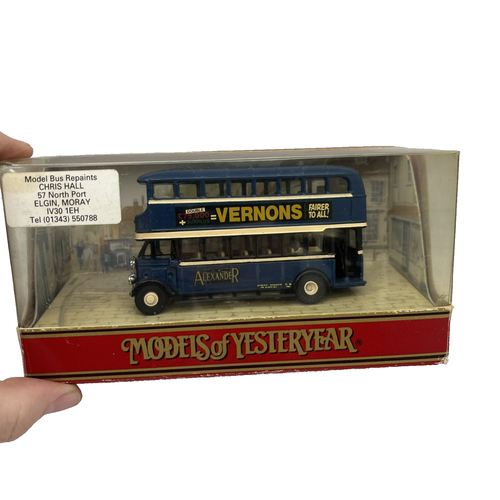 Model Bus Repaints
CHRIS HALL
57 North Port
ELGIN, MORAY
IV30 1EH
Tel (01343) 550788
DOUBLE
= VERNONS
FAIRER
TO ALL!
ALEXANDER
MODELS of YESTERYEAR